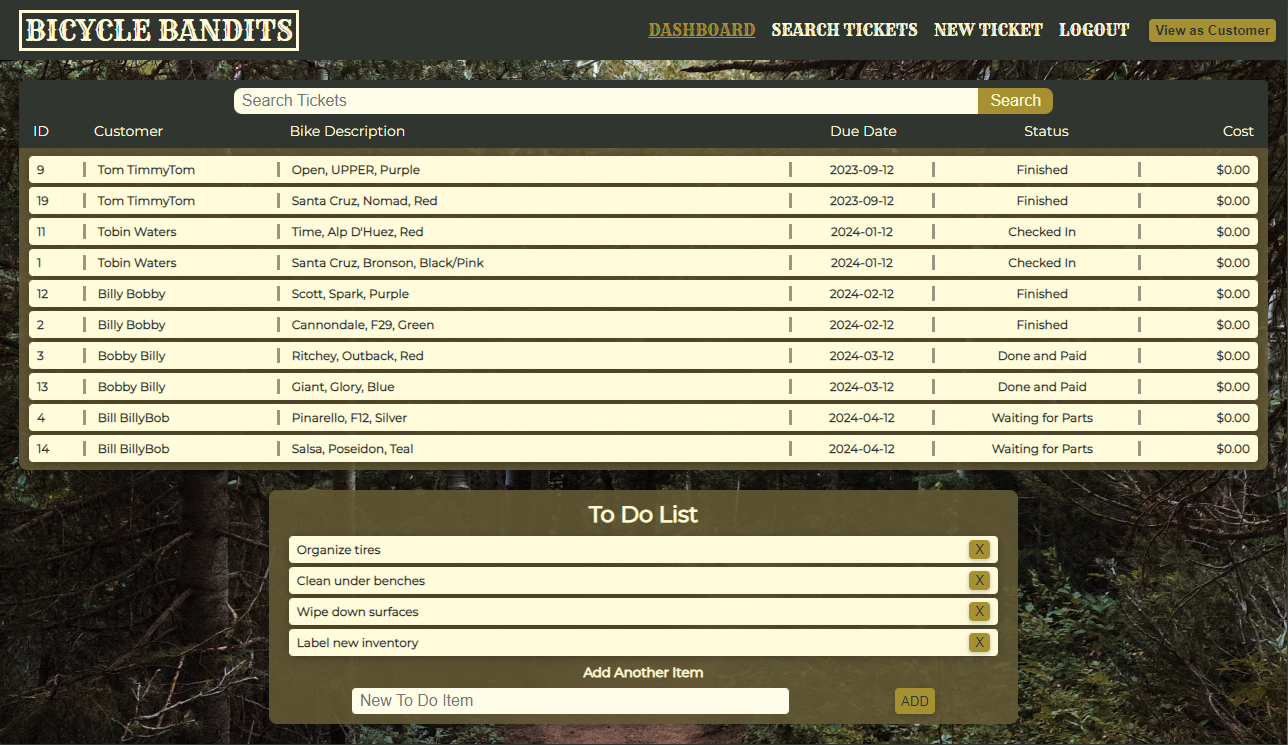 BICYCLE BANDITS DASHBOARD SEARCH TICKETS NEW TICKET LOGOUT View as Customer
Search Tickets Search
ID Customer Bike Description Due Date Status Cost
9 Tom TimmyTom Open, UPPER, Purple 2023-09-12 Finished $0.00
19 Tom TimmyTom Santa Cruz, Nomad, Red 2023-09-12 Finished $0.00
11 Tobin Waters Time, Alp D'Huez, Red 2024-01-12 Checked In $0.00
1 Tobin Waters Santa Cruz, Bronson, Black/Pink 2024-01-12 Checked In $0.00
12 Billy Bobby Scott, Spark, Purple 2024-02-12 Finished $0.00
2 Billy Bobby Cannondale, F29, Green 2024-02-12 Finished $0.00
3 Bobby Billy Ritchey, Outback, Red 2024-03-12 Done and Paid $0.00
13 Bobby Billy Giant, Glory, Blue 2024-03-12 Done and Paid $0.00
4 Bill BillyBob Pinarello, F12, Silver 2024-04-12 Waiting for Parts $0.00
14 Bill BillyBob Salsa, Poseidon, Teal 2024-04-12 Waiting for Parts $0.00
To Do List
Organize tires X
Clean under benches X
Wipe down surfaces X
Label new inventory X
Add Another Item
New To Do Item ADD